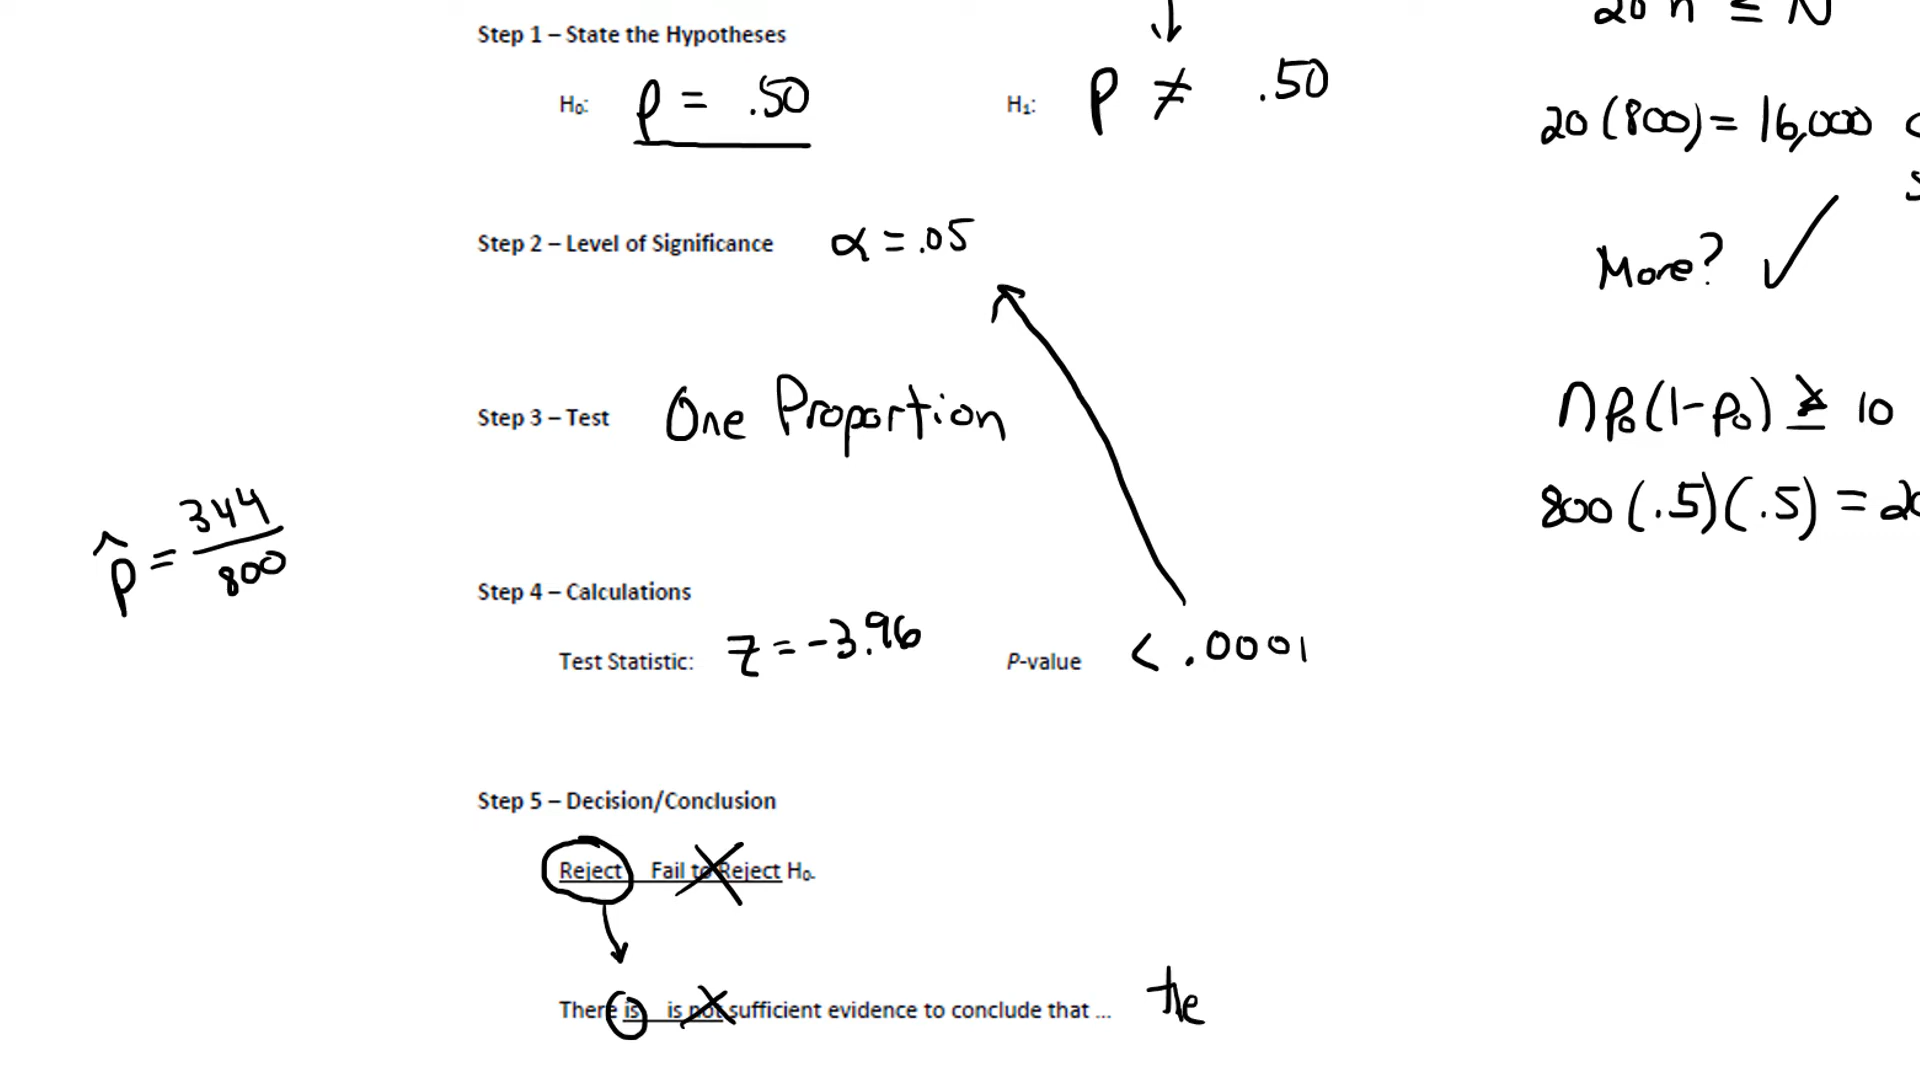 20 n ≤ N
Step 1 – State the Hypotheses
H₀: p = .50 H₁: p ≠ .50
20 (800) = 16,000
More? ✓
Step 2 – Level of Significance α = .05
Step 3 – Test One Proportion
n p₀ (1-p₀) ≥ 10
800 (.5)(.5) = 20
p̂ = 344/800
Step 4 – Calculations
Test Statistic: z = -3.96 P-value < .0001
Step 5 – Decision/Conclusion
Reject Fail to Reject H₀.
There is is not sufficient evidence to conclude that ... the